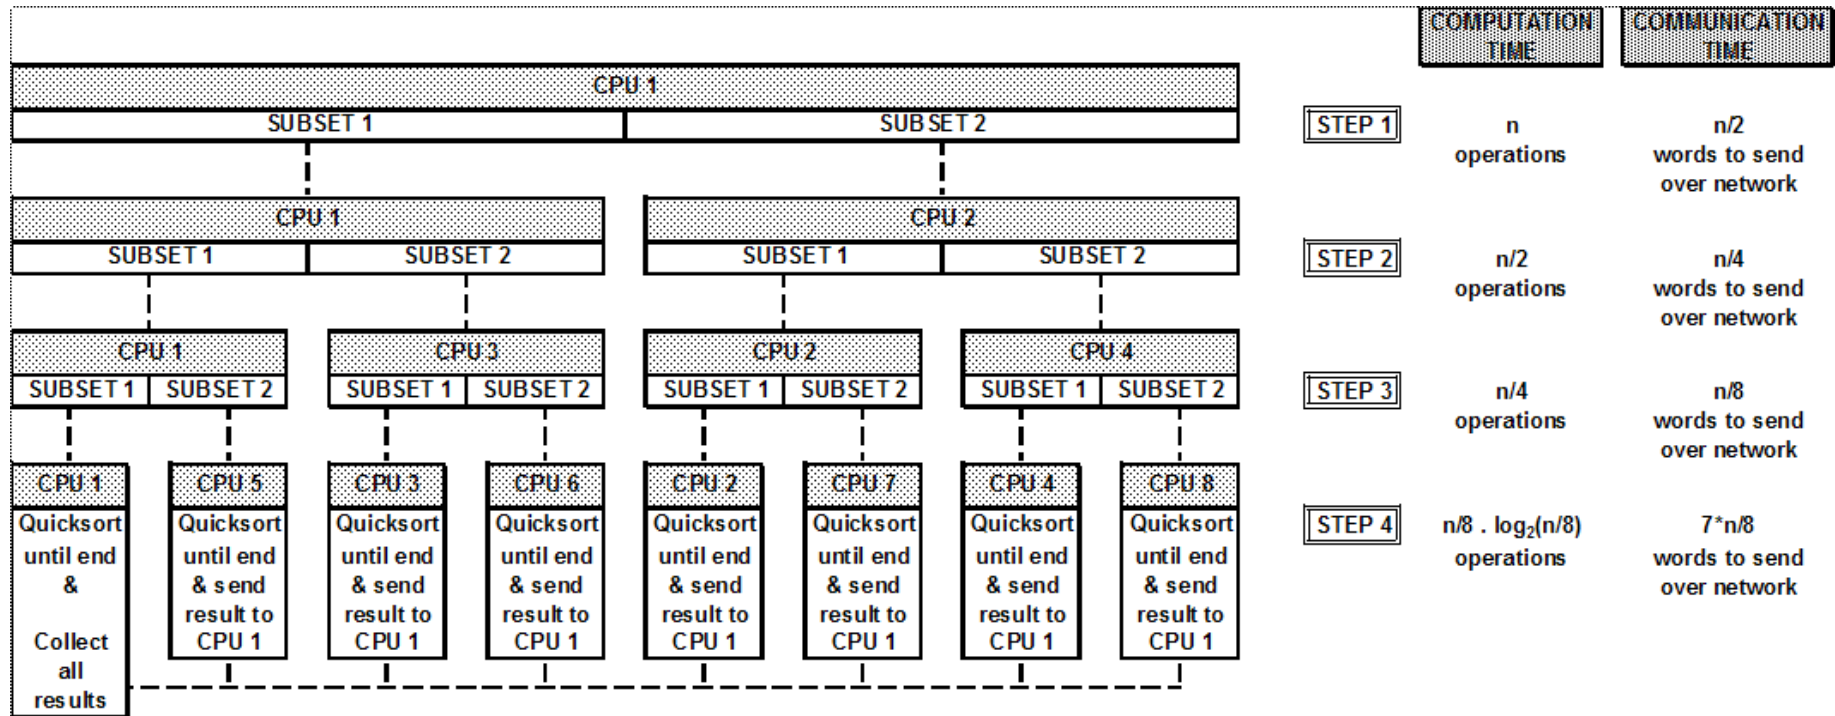 COMPUTATION TIME
COMMUNICATION TIME
CPU 1
SUBSET 1
SUBSET 2
STEP 1
n
operations
n/2
words to send
over network
CPU 1
CPU 2
SUBSET 1
SUBSET 2
SUBSET 1
SUBSET 2
STEP 2
n/2
operations
n/4
words to send
over network
CPU 1
CPU 3
CPU 2
CPU 4
SUBSET 1
SUBSET 2
SUBSET 1
SUBSET 2
SUBSET 1
SUBSET 2
SUBSET 1
SUBSET 2
STEP 3
n/4
operations
n/8
words to send
over network
CPU 1
Quicksort
until end
&
Collect
all
results
CPU 5
Quicksort
until end
& send
result to
CPU 1
CPU 3
Quicksort
until end
& send
result to
CPU 1
CPU 6
Quicksort
until end
& send
result to
CPU 1
CPU 2
Quicksort
until end
& send
result to
CPU 1
CPU 7
Quicksort
until end
& send
result to
CPU 1
CPU 4
Quicksort
until end
& send
result to
CPU 1
CPU 8
Quicksort
until end
& send
result to
CPU 1
STEP 4
n/8 . log₂(n/8)
operations
7*n/8
words to send
over network